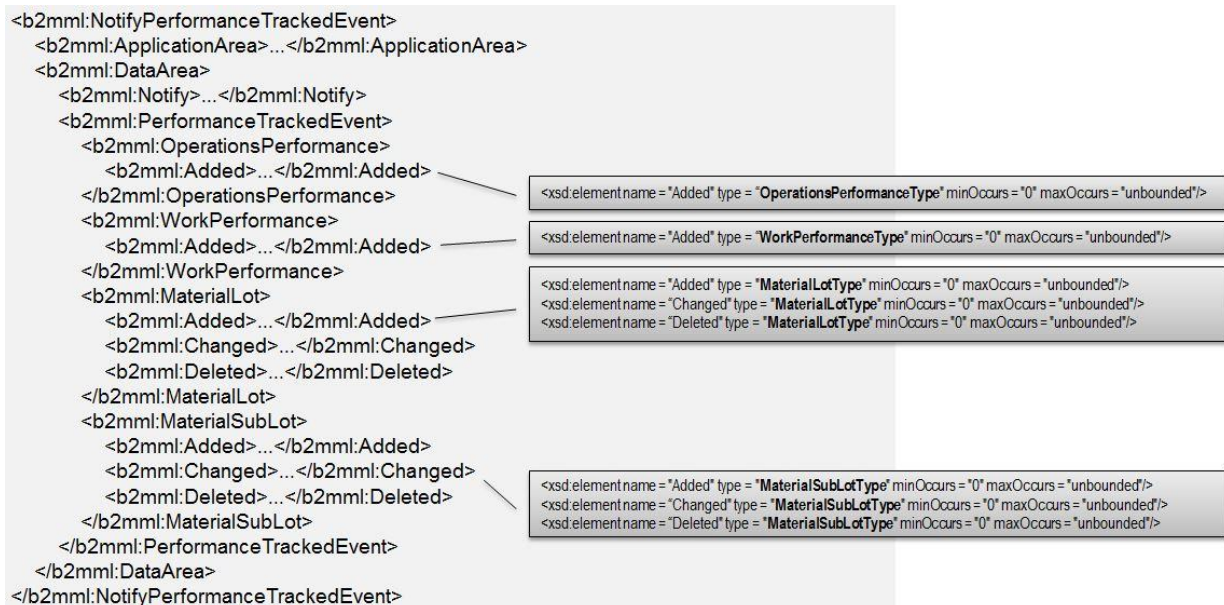 <b2mml:NotifyPerformanceTrackedEvent>
<b2mml:ApplicationArea>...</b2mml:ApplicationArea>
<b2mml:DataArea>
<b2mml:Notify>...</b2mml:Notify>
<b2mml:PerformanceTrackedEvent>
<b2mml:OperationsPerformance>
<b2mml:Added>...</b2mml:Added>
</b2mml:OperationsPerformance>
<b2mml:WorkPerformance>
<b2mml:Added>...</b2mml:Added>
</b2mml:WorkPerformance>
<b2mml:MaterialLot>
<b2mml:Added>...</b2mml:Added>
<b2mml:Changed>...</b2mml:Changed>
<b2mml:Deleted>...</b2mml:Deleted>
</b2mml:MaterialLot>
<b2mml:MaterialSubLot>
<b2mml:Added>...</b2mml:Added>
<b2mml:Changed>...</b2mml:Changed>
<b2mml:Deleted>...</b2mml:Deleted>
</b2mml:MaterialSubLot>
</b2mml:PerformanceTrackedEvent>
</b2mml:DataArea>
</b2mml:NotifyPerformanceTrackedEvent>
<xsd:element name = "Added" type = "OperationsPerformanceType" minOccurs = "0" maxOccurs = "unbounded"/>
<xsd:element name = "Added" type = "WorkPerformanceType" minOccurs = "0" maxOccurs = "unbounded"/>
<xsd:element name = "Added" type = "MaterialLotType" minOccurs = "0" maxOccurs = "unbounded"/>
<xsd:element name = "Changed" type = "MaterialLotType" minOccurs = "0" maxOccurs = "unbounded"/>
<xsd:element name = "Deleted" type = "MaterialLotType" minOccurs = "0" maxOccurs = "unbounded"/>
<xsd:element name = "Added" type = "MaterialSubLotType" minOccurs = "0" maxOccurs = "unbounded"/>
<xsd:element name = "Changed" type = "MaterialSubLotType" minOccurs = "0" maxOccurs = "unbounded"/>
<xsd:element name = "Deleted" type = "MaterialSubLotType" minOccurs = "0" maxOccurs = "unbounded"/>